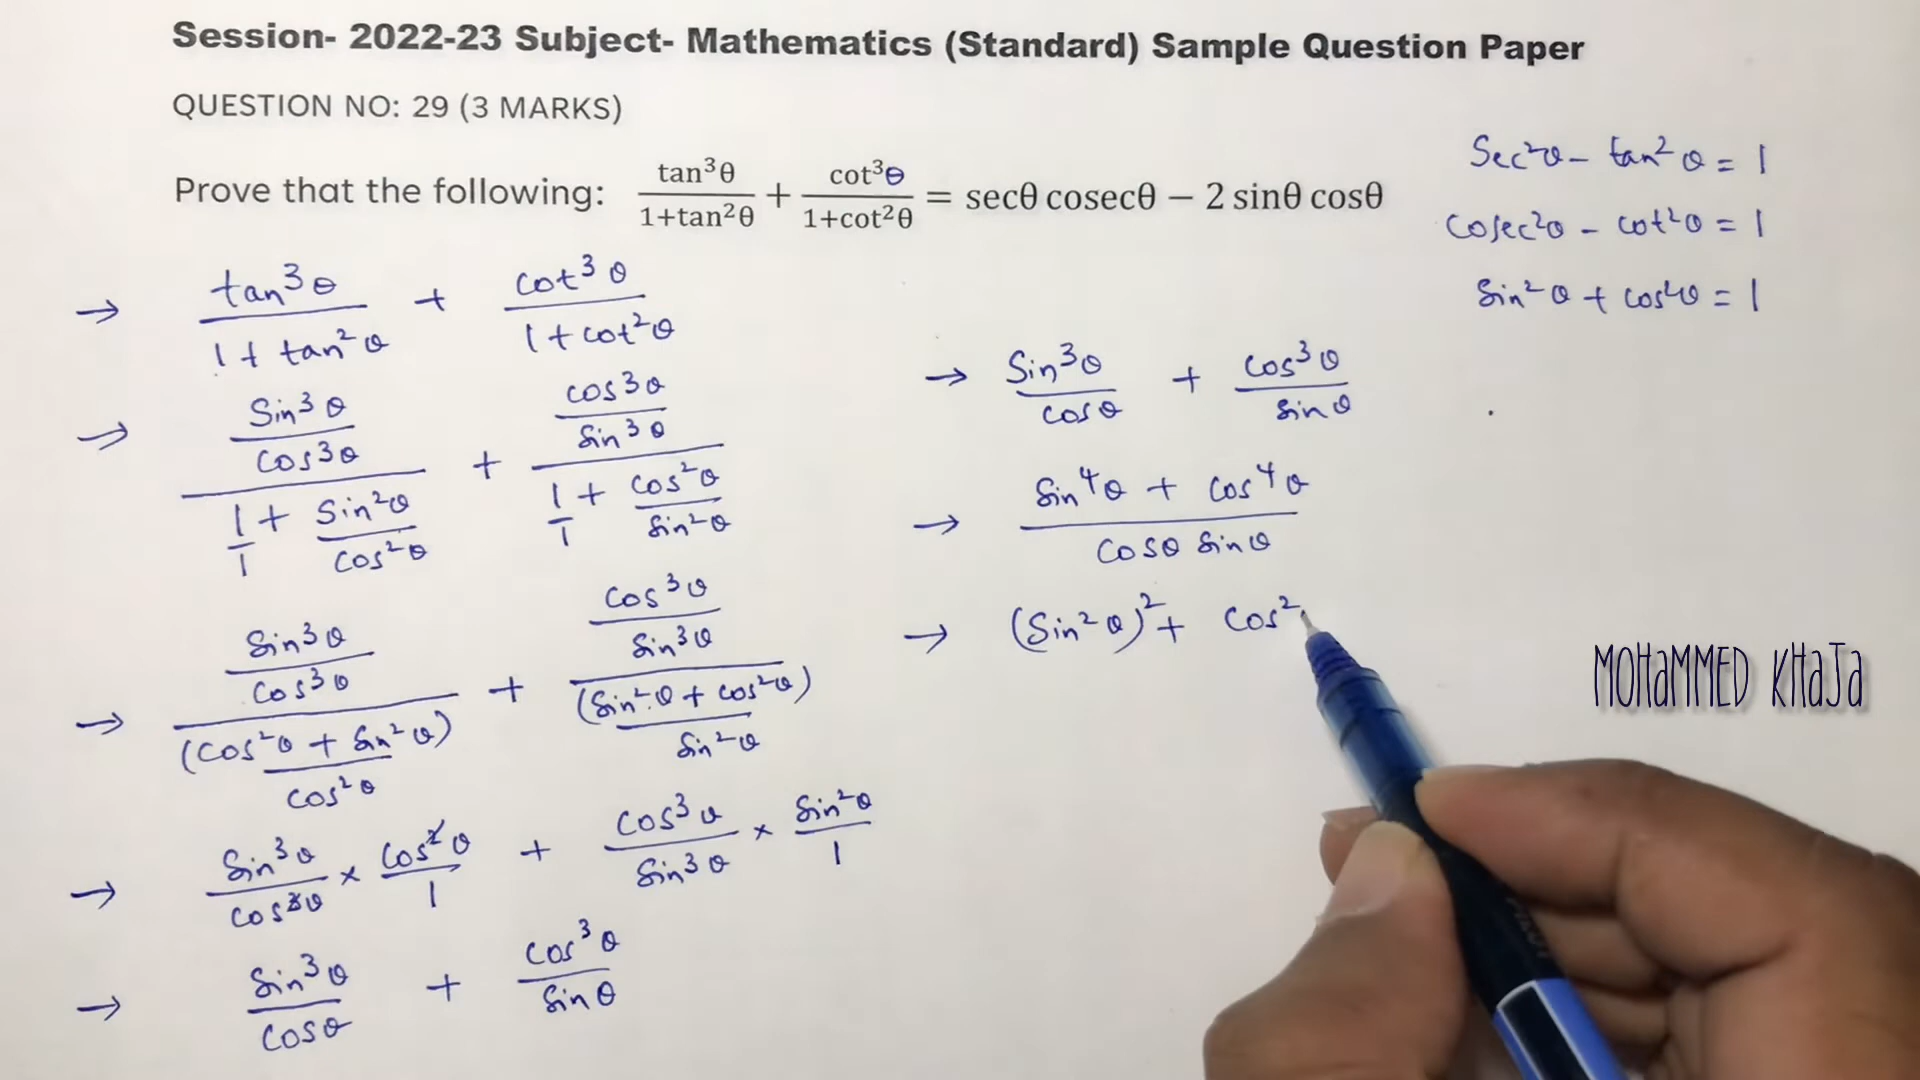 Session- 2022-23 Subject- Mathematics (Standard) Sample Question Paper
QUESTION NO: 29 (3 MARKS)
Prove that the following: tan³θ/1+tan²θ + cot³θ/1+cot²θ = secθ cosecθ − 2 sinθ cosθ
Sec²θ - tan²θ = 1
Cosec²θ - cot²θ = 1
Sin²θ + cos²θ = 1
→ tan³θ/1 + tan²θ + cot³θ/1 + cot²θ
→ (Sin³θ/Cos³θ)/(1/1 + Sin²θ/Cos²θ) + (cos3θ/Sin3θ)/(1/1 + cos²θ/Sin²θ)
→ (Sin³θ/Cos³θ)/((Cos²θ + Sin²θ)/Cos²θ) + (Cos³θ/Sin³θ)/((Sin²θ + cos²θ)/Sin²θ)
→ Sin³θ/Cos3θ × Cos²θ/1 + Cos³θ/Sin3θ × Sin²θ/1
→ Sin³θ/Cosθ + Cos³θ/Sinθ
→ Sin³θ/Cosθ + Cos³θ/Sinθ
→ Sin⁴θ + Cos⁴θ/Cosθ Sinθ
→ (Sin²θ)² + Cos²
MOHaMMED KHaJa